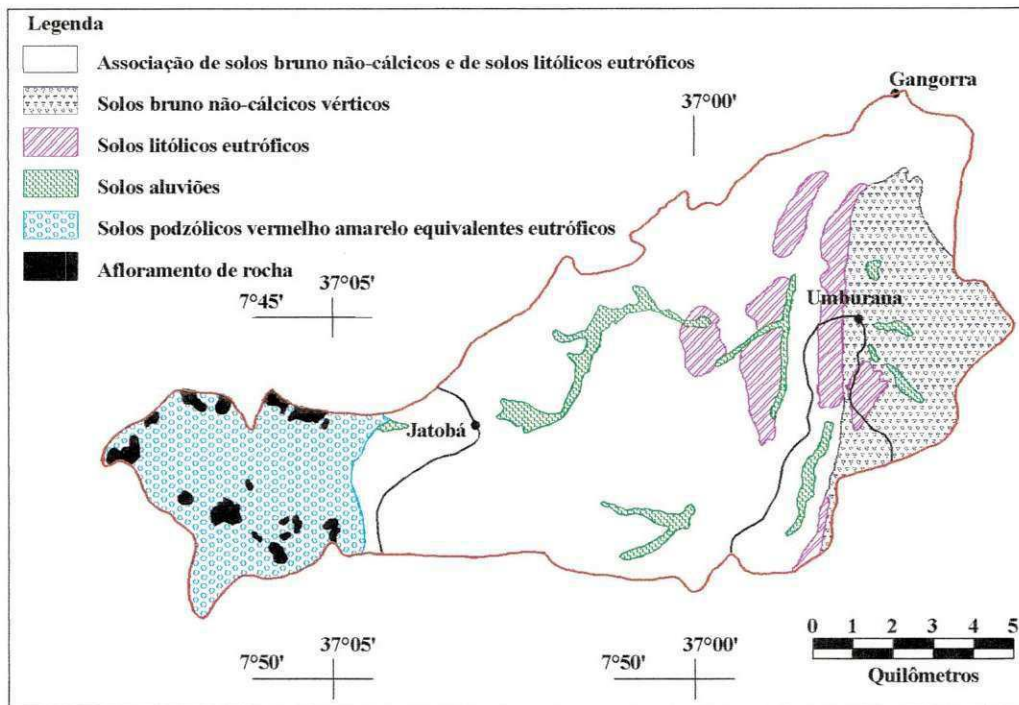 Legenda
Associação de solos bruno não-cálcicos e de solos litólicos eutróficos
Solos bruno não-cálcicos vérticos
Solos litólicos eutróficos
Solos aluviões
Solos podzólicos vermelho amarelo equivalentes eutróficos
Afloramento de rocha
Gangorra
37°00'
37°05'
7°45'
Umburana
Jatobá
37°05'
7°50'
37°00'
7°50'
0 1 2 3 4 5
Quilômetros